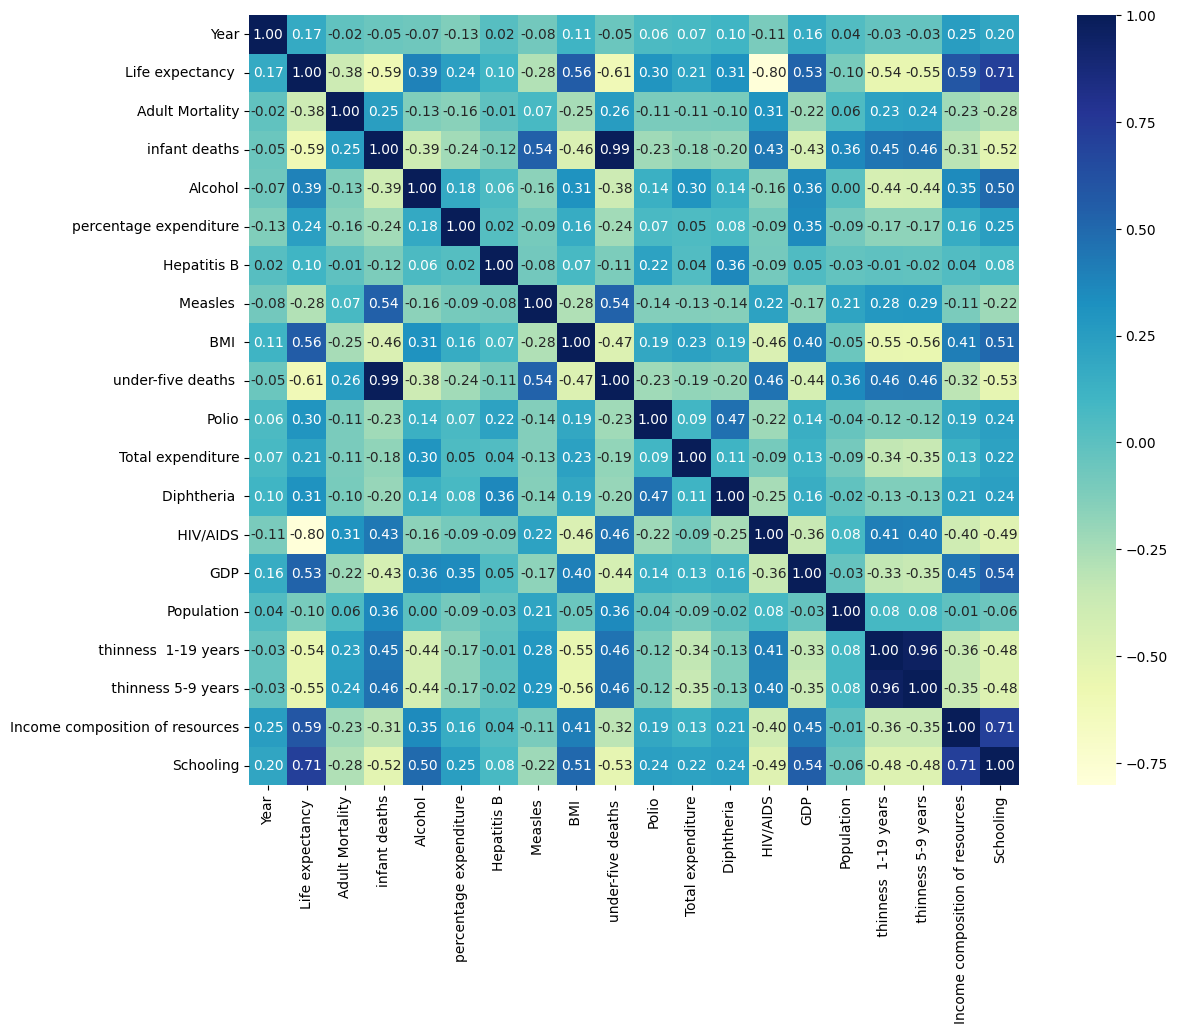 Year 1.00 0.17 -0.02 -0.05 -0.07 -0.13 0.02 -0.08 0.11 -0.05 0.06 0.07 0.10 -0.11 0.16 0.04 -0.03 -0.03 0.25 0.20
Life expectancy 0.17 1.00 -0.38 -0.59 0.39 0.24 0.10 -0.28 0.56 -0.61 0.30 0.21 0.31 -0.80 0.53 -0.10 -0.54 -0.55 0.59 0.71
Adult Mortality -0.02 -0.38 1.00 0.25 -0.13 -0.16 -0.01 0.07 -0.25 0.26 -0.11 -0.11 -0.10 0.31 -0.22 0.06 0.23 0.24 -0.23 -0.28
infant deaths -0.05 -0.59 0.25 1.00 -0.39 -0.24 -0.12 0.54 -0.46 0.99 -0.23 -0.18 -0.20 0.43 -0.43 0.36 0.45 0.46 -0.31 -0.52
Alcohol -0.07 0.39 -0.13 -0.39 1.00 0.18 0.06 -0.16 0.31 -0.38 0.14 0.30 0.14 -0.16 0.36 0.00 -0.44 -0.44 0.35 0.50
percentage expenditure -0.13 0.24 -0.16 -0.24 0.18 1.00 0.02 -0.09 0.16 -0.24 0.07 0.05 0.08 -0.09 0.35 -0.09 -0.17 -0.17 0.16 0.25
Hepatitis B 0.02 0.10 -0.01 -0.12 0.06 0.02 1.00 -0.08 0.07 -0.11 0.22 0.04 0.36 -0.09 0.05 -0.03 -0.01 -0.02 0.04 0.08
Measles -0.08 -0.28 0.07 0.54 -0.16 -0.09 -0.08 1.00 -0.28 0.54 -0.14 -0.13 -0.14 0.22 -0.17 0.21 0.28 0.29 -0.11 -0.22
BMI 0.11 0.56 -0.25 -0.46 0.31 0.16 0.07 -0.28 1.00 -0.47 0.19 0.23 0.19 -0.46 0.40 -0.05 -0.55 -0.56 0.41 0.51
under-five deaths -0.05 -0.61 0.26 0.99 -0.38 -0.24 -0.11 0.54 -0.47 1.00 -0.23 -0.19 -0.20 0.46 -0.44 0.36 0.46 0.46 -0.32 -0.53
Polio 0.06 0.30 -0.11 -0.23 0.14 0.07 0.22 -0.14 0.19 -0.23 1.00 0.09 0.47 -0.22 0.14 -0.04 -0.12 -0.12 0.19 0.24
Total expenditure 0.07 0.21 -0.11 -0.18 0.30 0.05 0.04 -0.13 0.23 -0.19 0.09 1.00 0.11 -0.09 0.13 -0.09 -0.34 -0.35 0.13 0.22
Diphtheria 0.10 0.31 -0.10 -0.20 0.14 0.08 0.36 -0.14 0.19 -0.20 0.47 0.11 1.00 -0.25 0.16 -0.02 -0.13 -0.13 0.21 0.24
HIV/AIDS -0.11 -0.80 0.31 0.43 -0.16 -0.09 -0.09 0.22 -0.46 0.46 -0.22 -0.09 -0.25 1.00 -0.36 0.08 0.41 0.40 -0.40 -0.49
GDP 0.16 0.53 -0.22 -0.43 0.36 0.35 0.05 -0.17 0.40 -0.44 0.14 0.13 0.16 -0.36 1.00 -0.03 -0.33 -0.35 0.45 0.54
Population 0.04 -0.10 0.06 0.36 0.00 -0.09 -0.03 0.21 -0.05 0.36 -0.04 -0.09 -0.02 0.08 -0.03 1.00 0.08 0.08 -0.01 -0.06
thinness 1-19 years -0.03 -0.54 0.23 0.45 -0.44 -0.17 -0.01 0.28 -0.55 0.46 -0.12 -0.34 -0.13 0.41 -0.33 0.08 1.00 0.96 -0.36 -0.48
thinness 5-9 years -0.03 -0.55 0.24 0.46 -0.44 -0.17 -0.02 0.29 -0.56 0.46 -0.12 -0.35 -0.13 0.40 -0.35 0.08 0.96 1.00 -0.35 -0.48
Income composition of resources 0.25 0.59 -0.23 -0.31 0.35 0.16 0.04 -0.11 0.41 -0.32 0.19 0.13 0.21 -0.40 0.45 -0.01 -0.36 -0.35 1.00 0.71
Schooling 0.20 0.71 -0.28 -0.52 0.50 0.25 0.08 -0.22 0.51 -0.53 0.24 0.22 0.24 -0.49 0.54 -0.06 -0.48 -0.48 0.71 1.00
Year
Life expectancy
Adult Mortality
infant deaths
Alcohol
percentage expenditure
Hepatitis B
Measles
BMI
under-five deaths
Polio
Total expenditure
Diphtheria
HIV/AIDS
GDP
Population
thinness 1-19 years
thinness 5-9 years
Income composition of resources
Schooling
1.00
0.75
0.50
0.25
0.00
−0.25
−0.50
−0.75